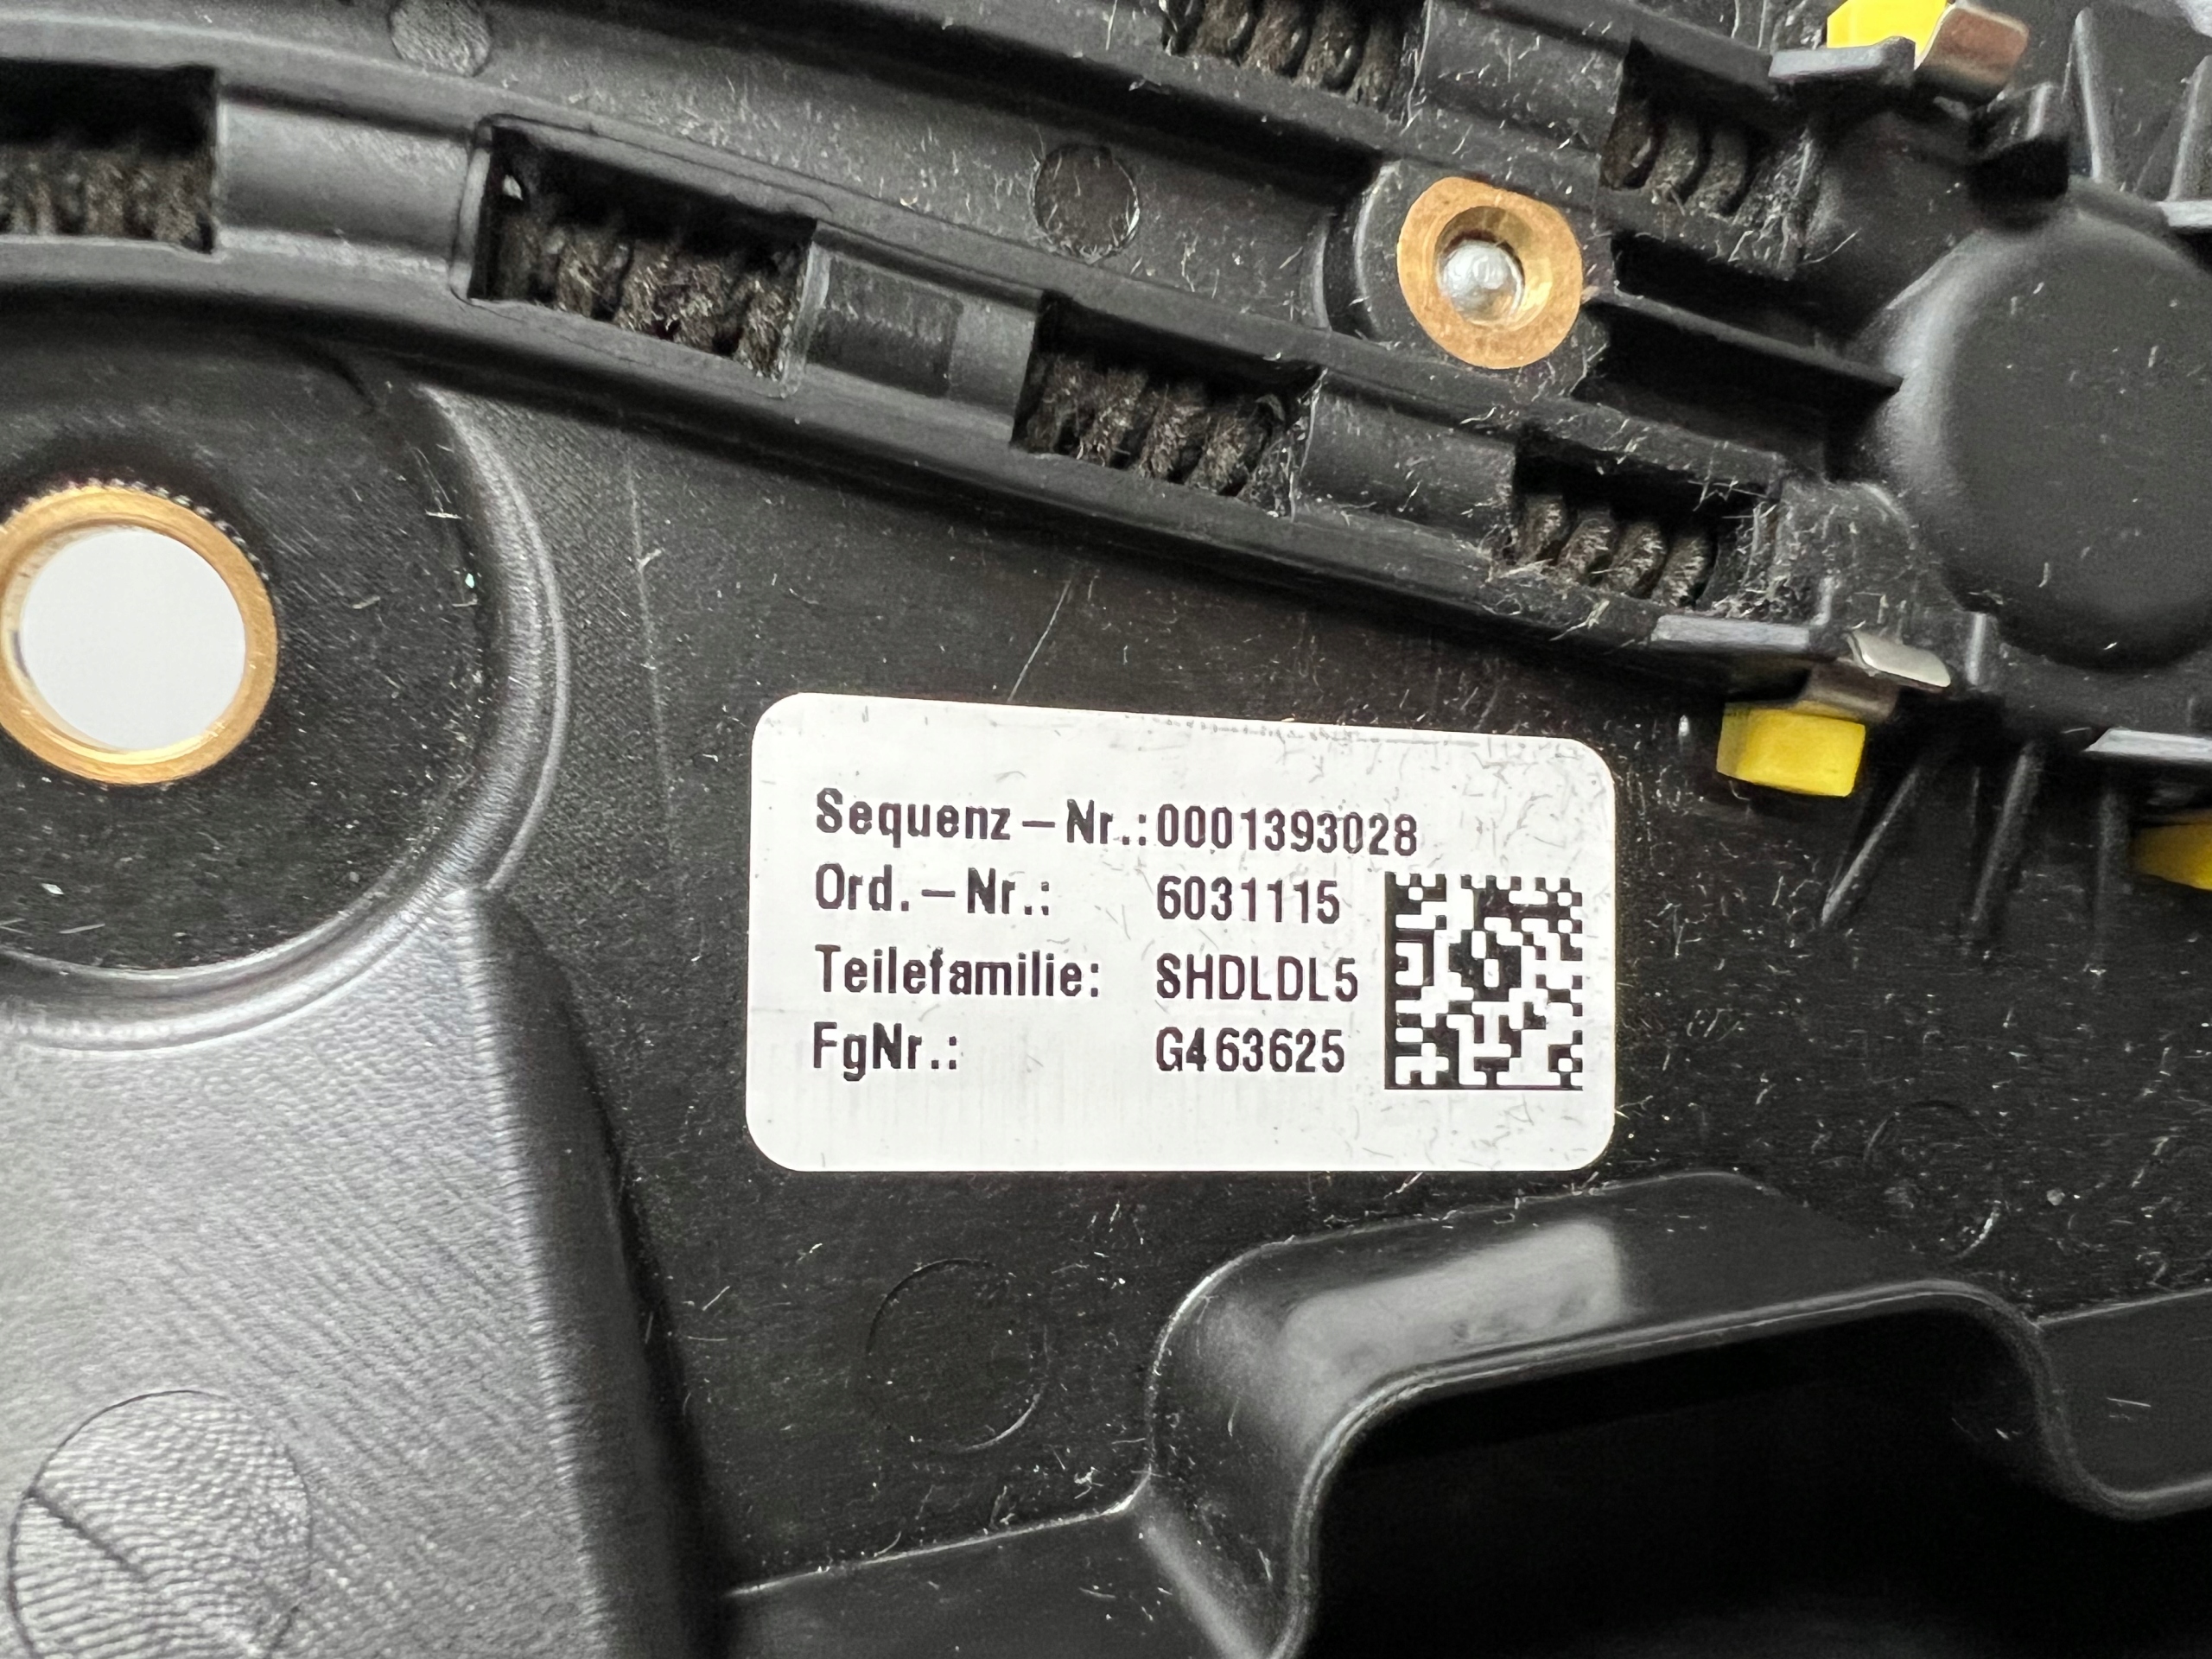 Sequenz-Nr.:0001393028
Ord.-Nr.: 6031115
Teilefamilie: SHDLDL5
FgNr.: G463625